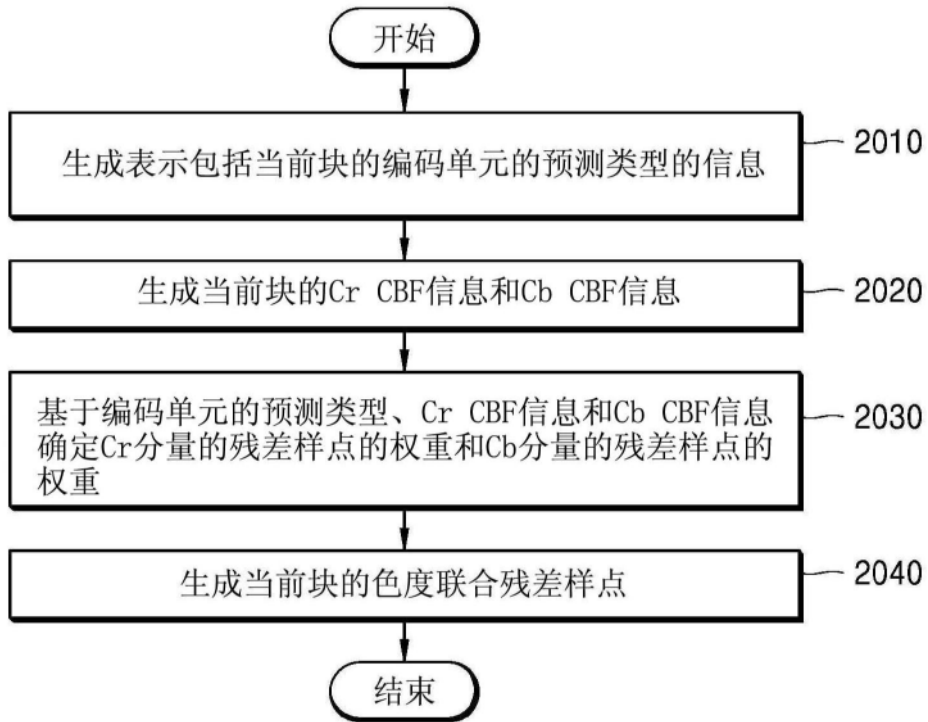 开始
生成表示包括当前块的编码单元的预测类型的信息
2010
生成当前块的Cr CBF信息和Cb CBF信息
2020
基于编码单元的预测类型、Cr CBF信息和Cb CBF信息
确定Cr分量的残差样点的权重和Cb分量的残差样点的
权重
2030
生成当前块的色度联合残差样点
2040
结束